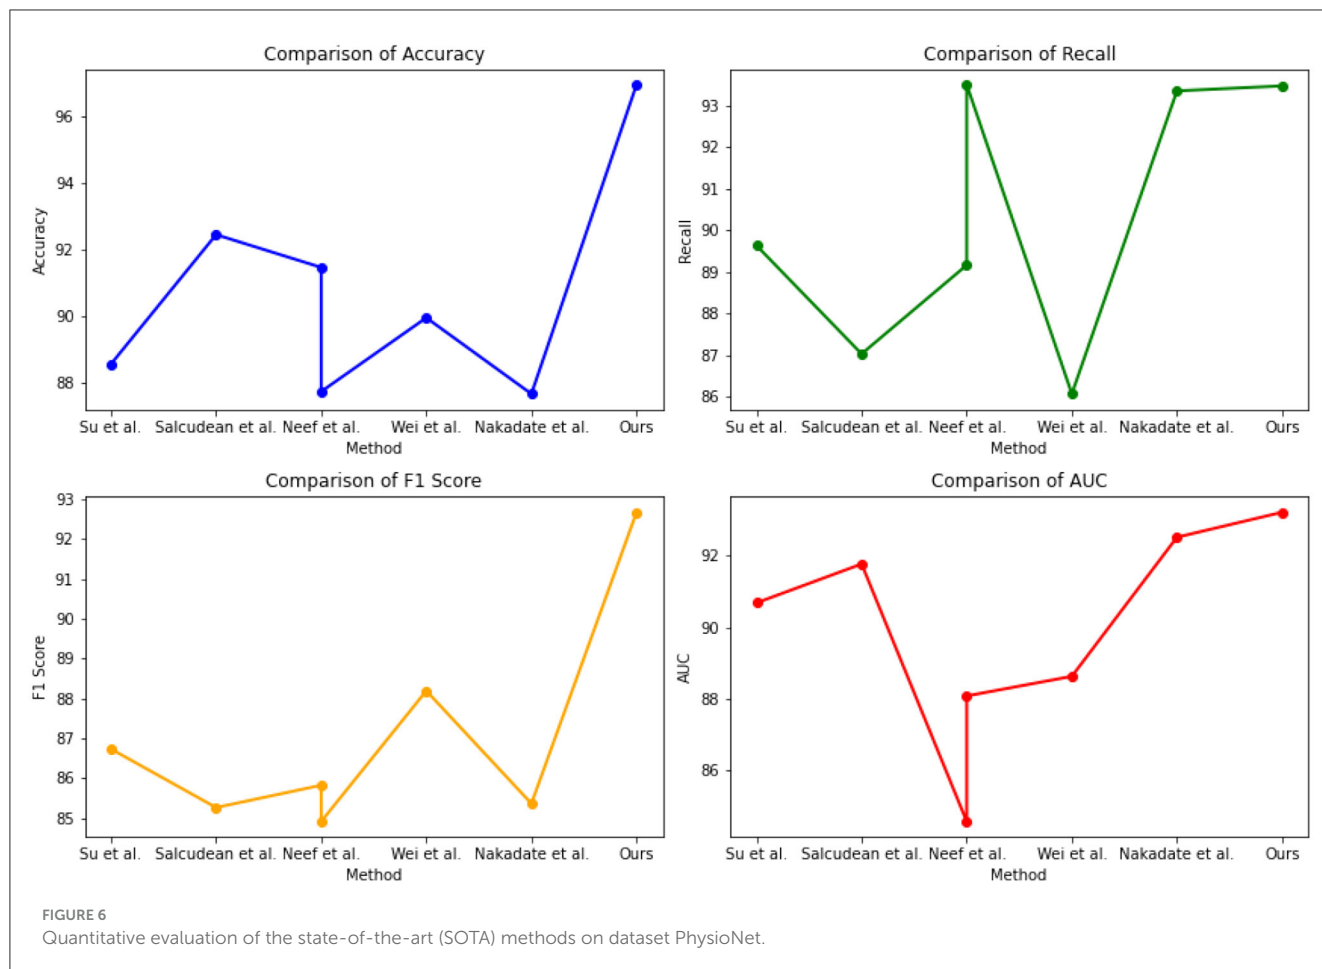 Comparison of Accuracy
96
94
92
90
88
Accuracy
Su et al. Salcudean et al. Neef et al. Wei et al. Nakadate et al. Ours
Method
Comparison of Recall
93
92
91
90
89
88
87
86
Recall
Su et al. Salcudean et al. Neef et al. Wei et al. Nakadate et al. Ours
Method
Comparison of F1 Score
93
92
91
90
89
88
87
86
85
F1 Score
Su et al. Salcudean et al. Neef et al. Wei et al. Nakadate et al. Ours
Method
Comparison of AUC
92
90
88
86
AUC
Su et al. Salcudean et al. Neef et al. Wei et al. Nakadate et al. Ours
Method
FIGURE 6
Quantitative evaluation of the state-of-the-art (SOTA) methods on dataset PhysioNet.